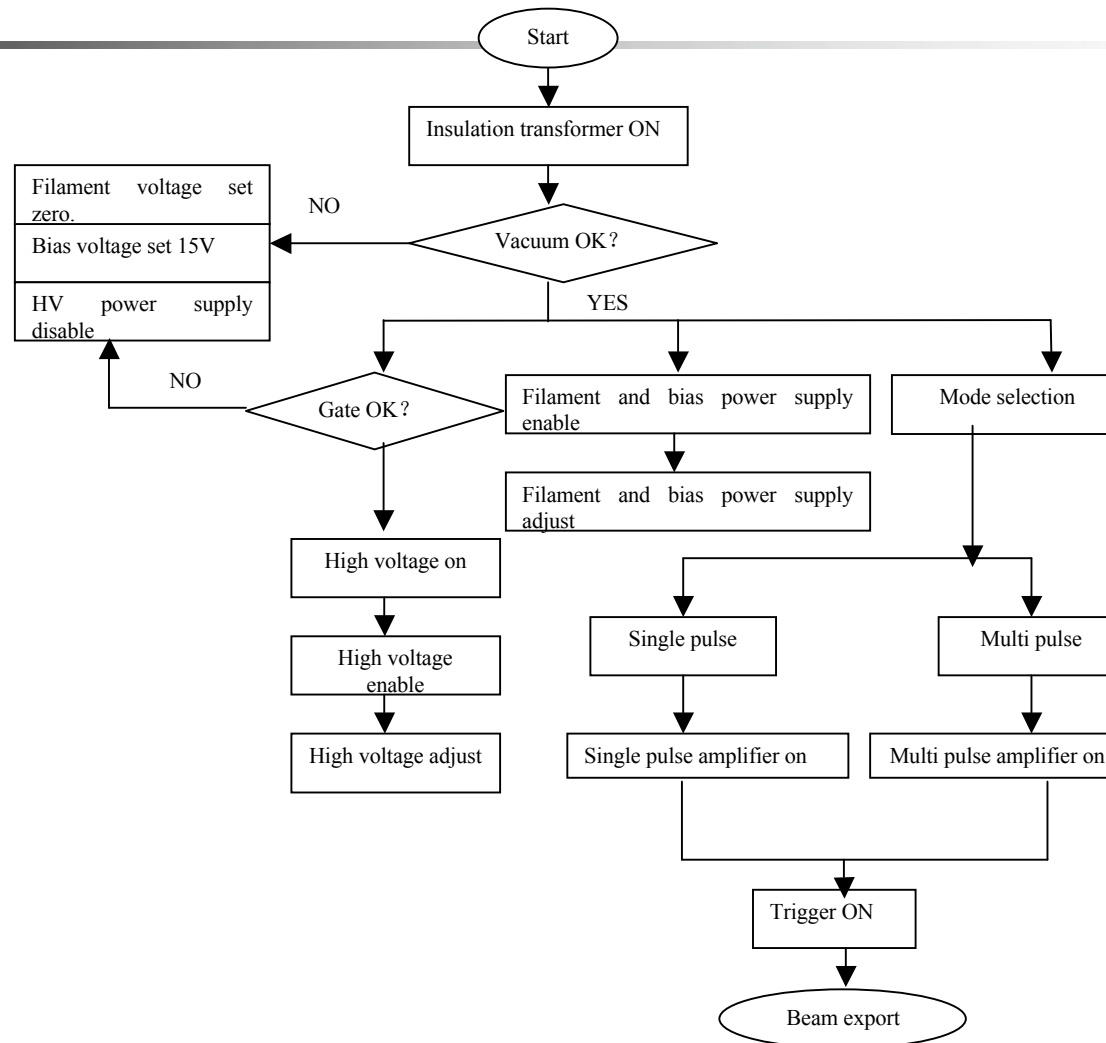 Start
Insulation transformer ON
Filament voltage set
zero.
NO
Bias voltage set 15V
Vacuum OK？
HV power supply
disable
YES
NO
Gate OK？
Filament and bias power supply
enable
Mode selection
Filament and bias power supply
adjust
High voltage on
Single pulse
Multi pulse
High voltage
enable
High voltage adjust
Single pulse amplifier on
Multi pulse amplifier on
Trigger ON
Beam export